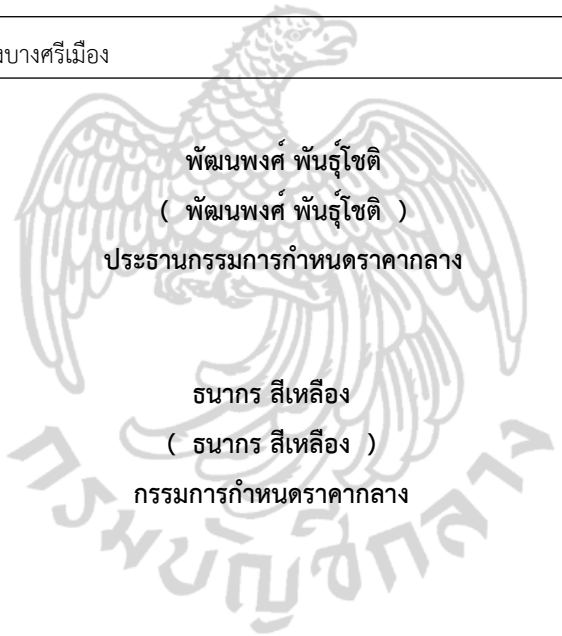 งบางศรีเมือง
พัฒนพงศ์ พันธุ์โชติ
( พัฒนพงศ์ พันธุ์โชติ )
ประธานกรรมการกำหนดราคากลาง
ธนากร สีเหลือง
( ธนากร สีเหลือง )
กรรมการกำหนดราคากลาง
กรมบัญชีกลาง